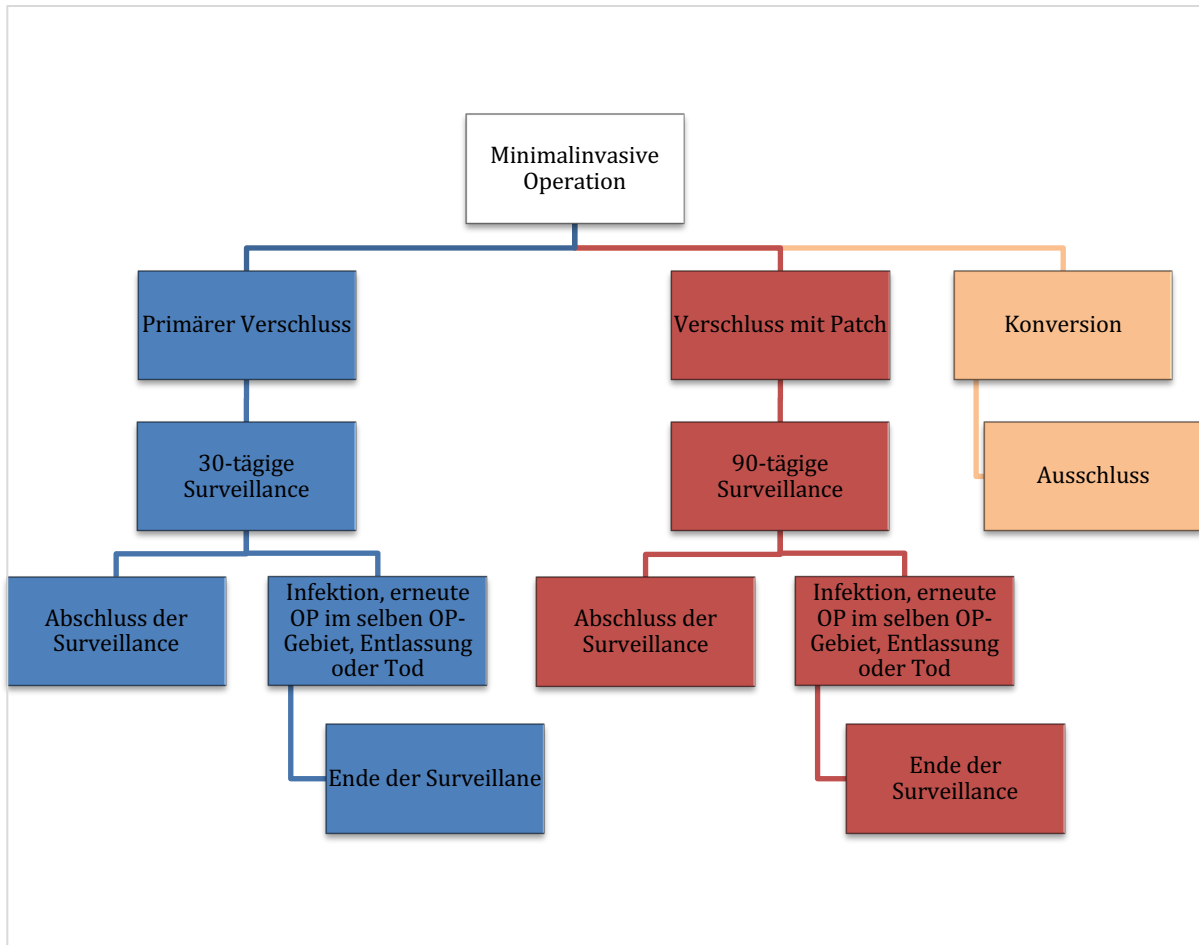 Minimalinvasive
Operation
Primärer Verschluss
Verschluss mit Patch
Konversion
30-tägige
Surveillance
90-tägige
Surveillance
Ausschluss
Abschluss der
Surveillance
Infektion, erneute
OP im selben OP-
Gebiet, Entlassung
oder Tod
Abschluss der
Surveillance
Infektion, erneute
OP im selben OP-
Gebiet, Entlassung
oder Tod
Ende der Surveillane
Ende der
Surveillance